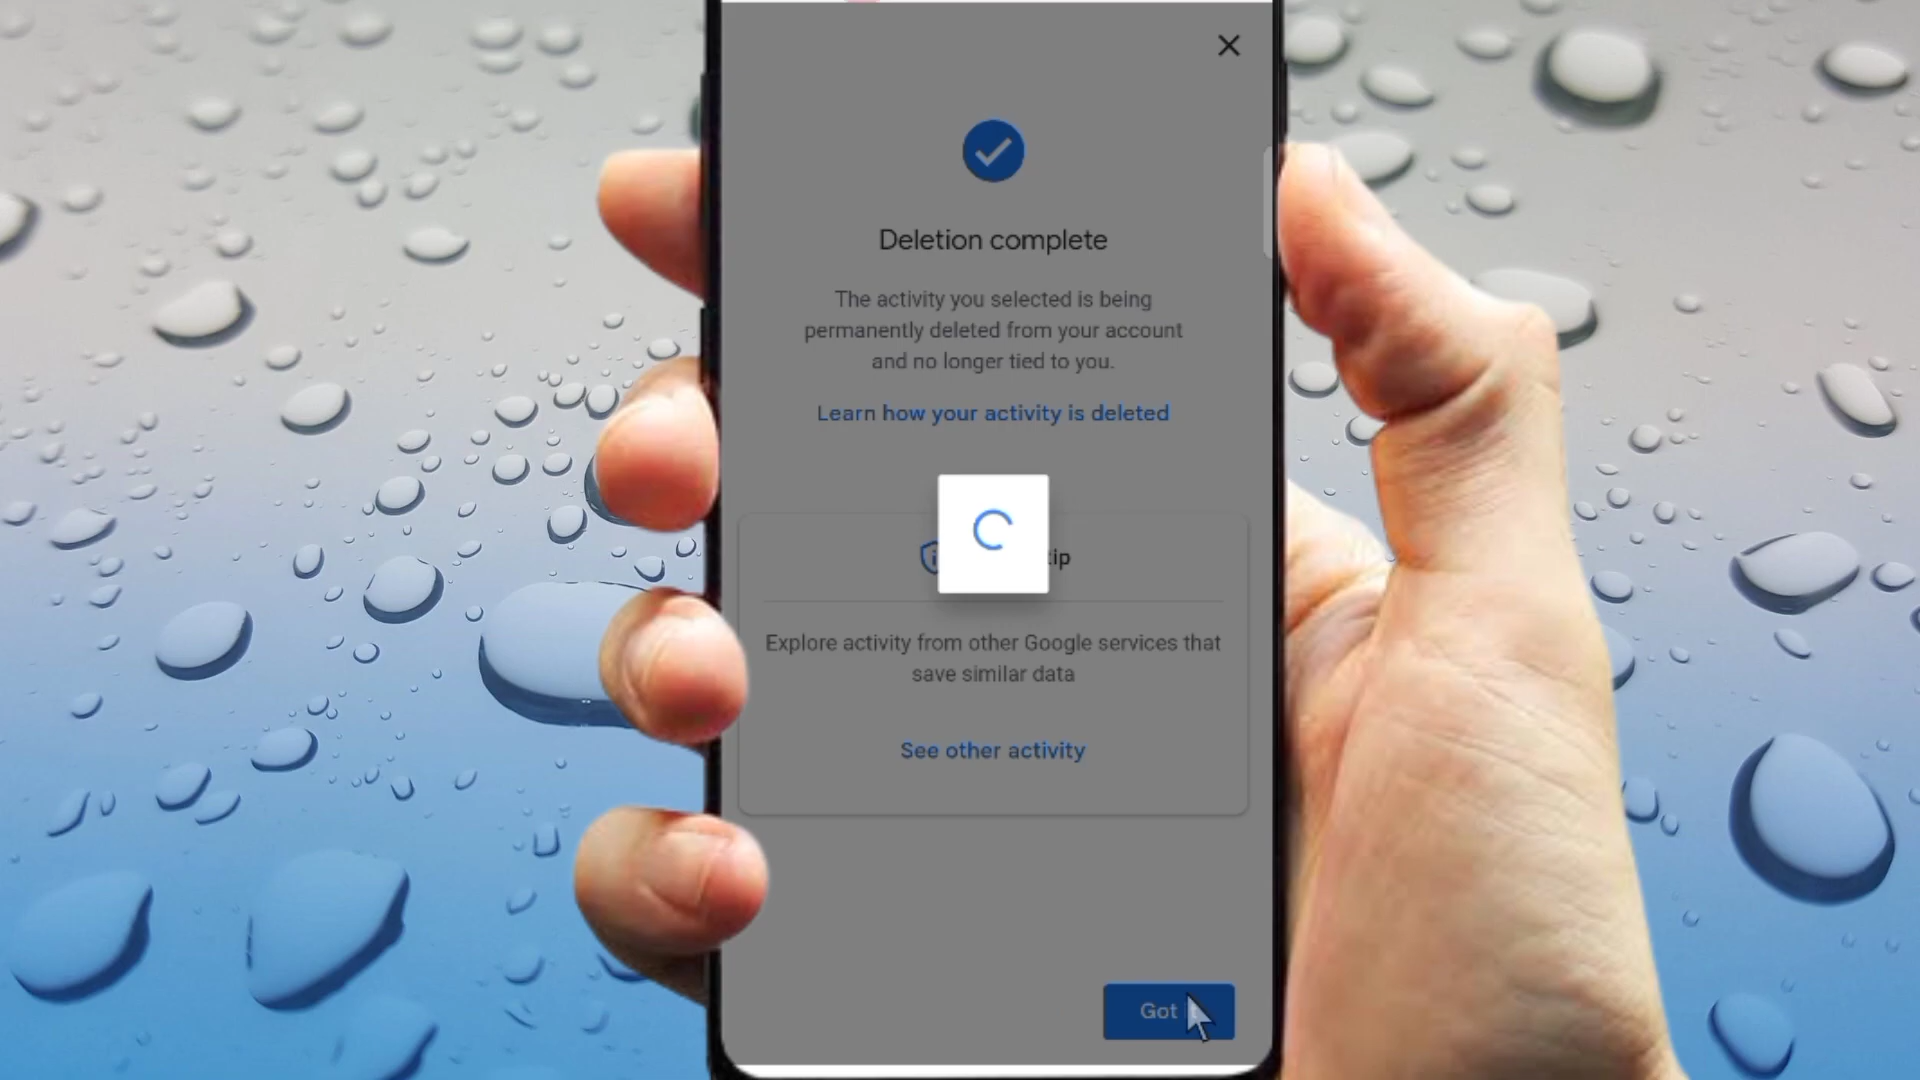 Deletion complete
The activity you selected is being
permanently deleted from your account
and no longer tied to you.
Learn how your activity is deleted
Explore activity from other Google services that
save similar data
See other activity
Got